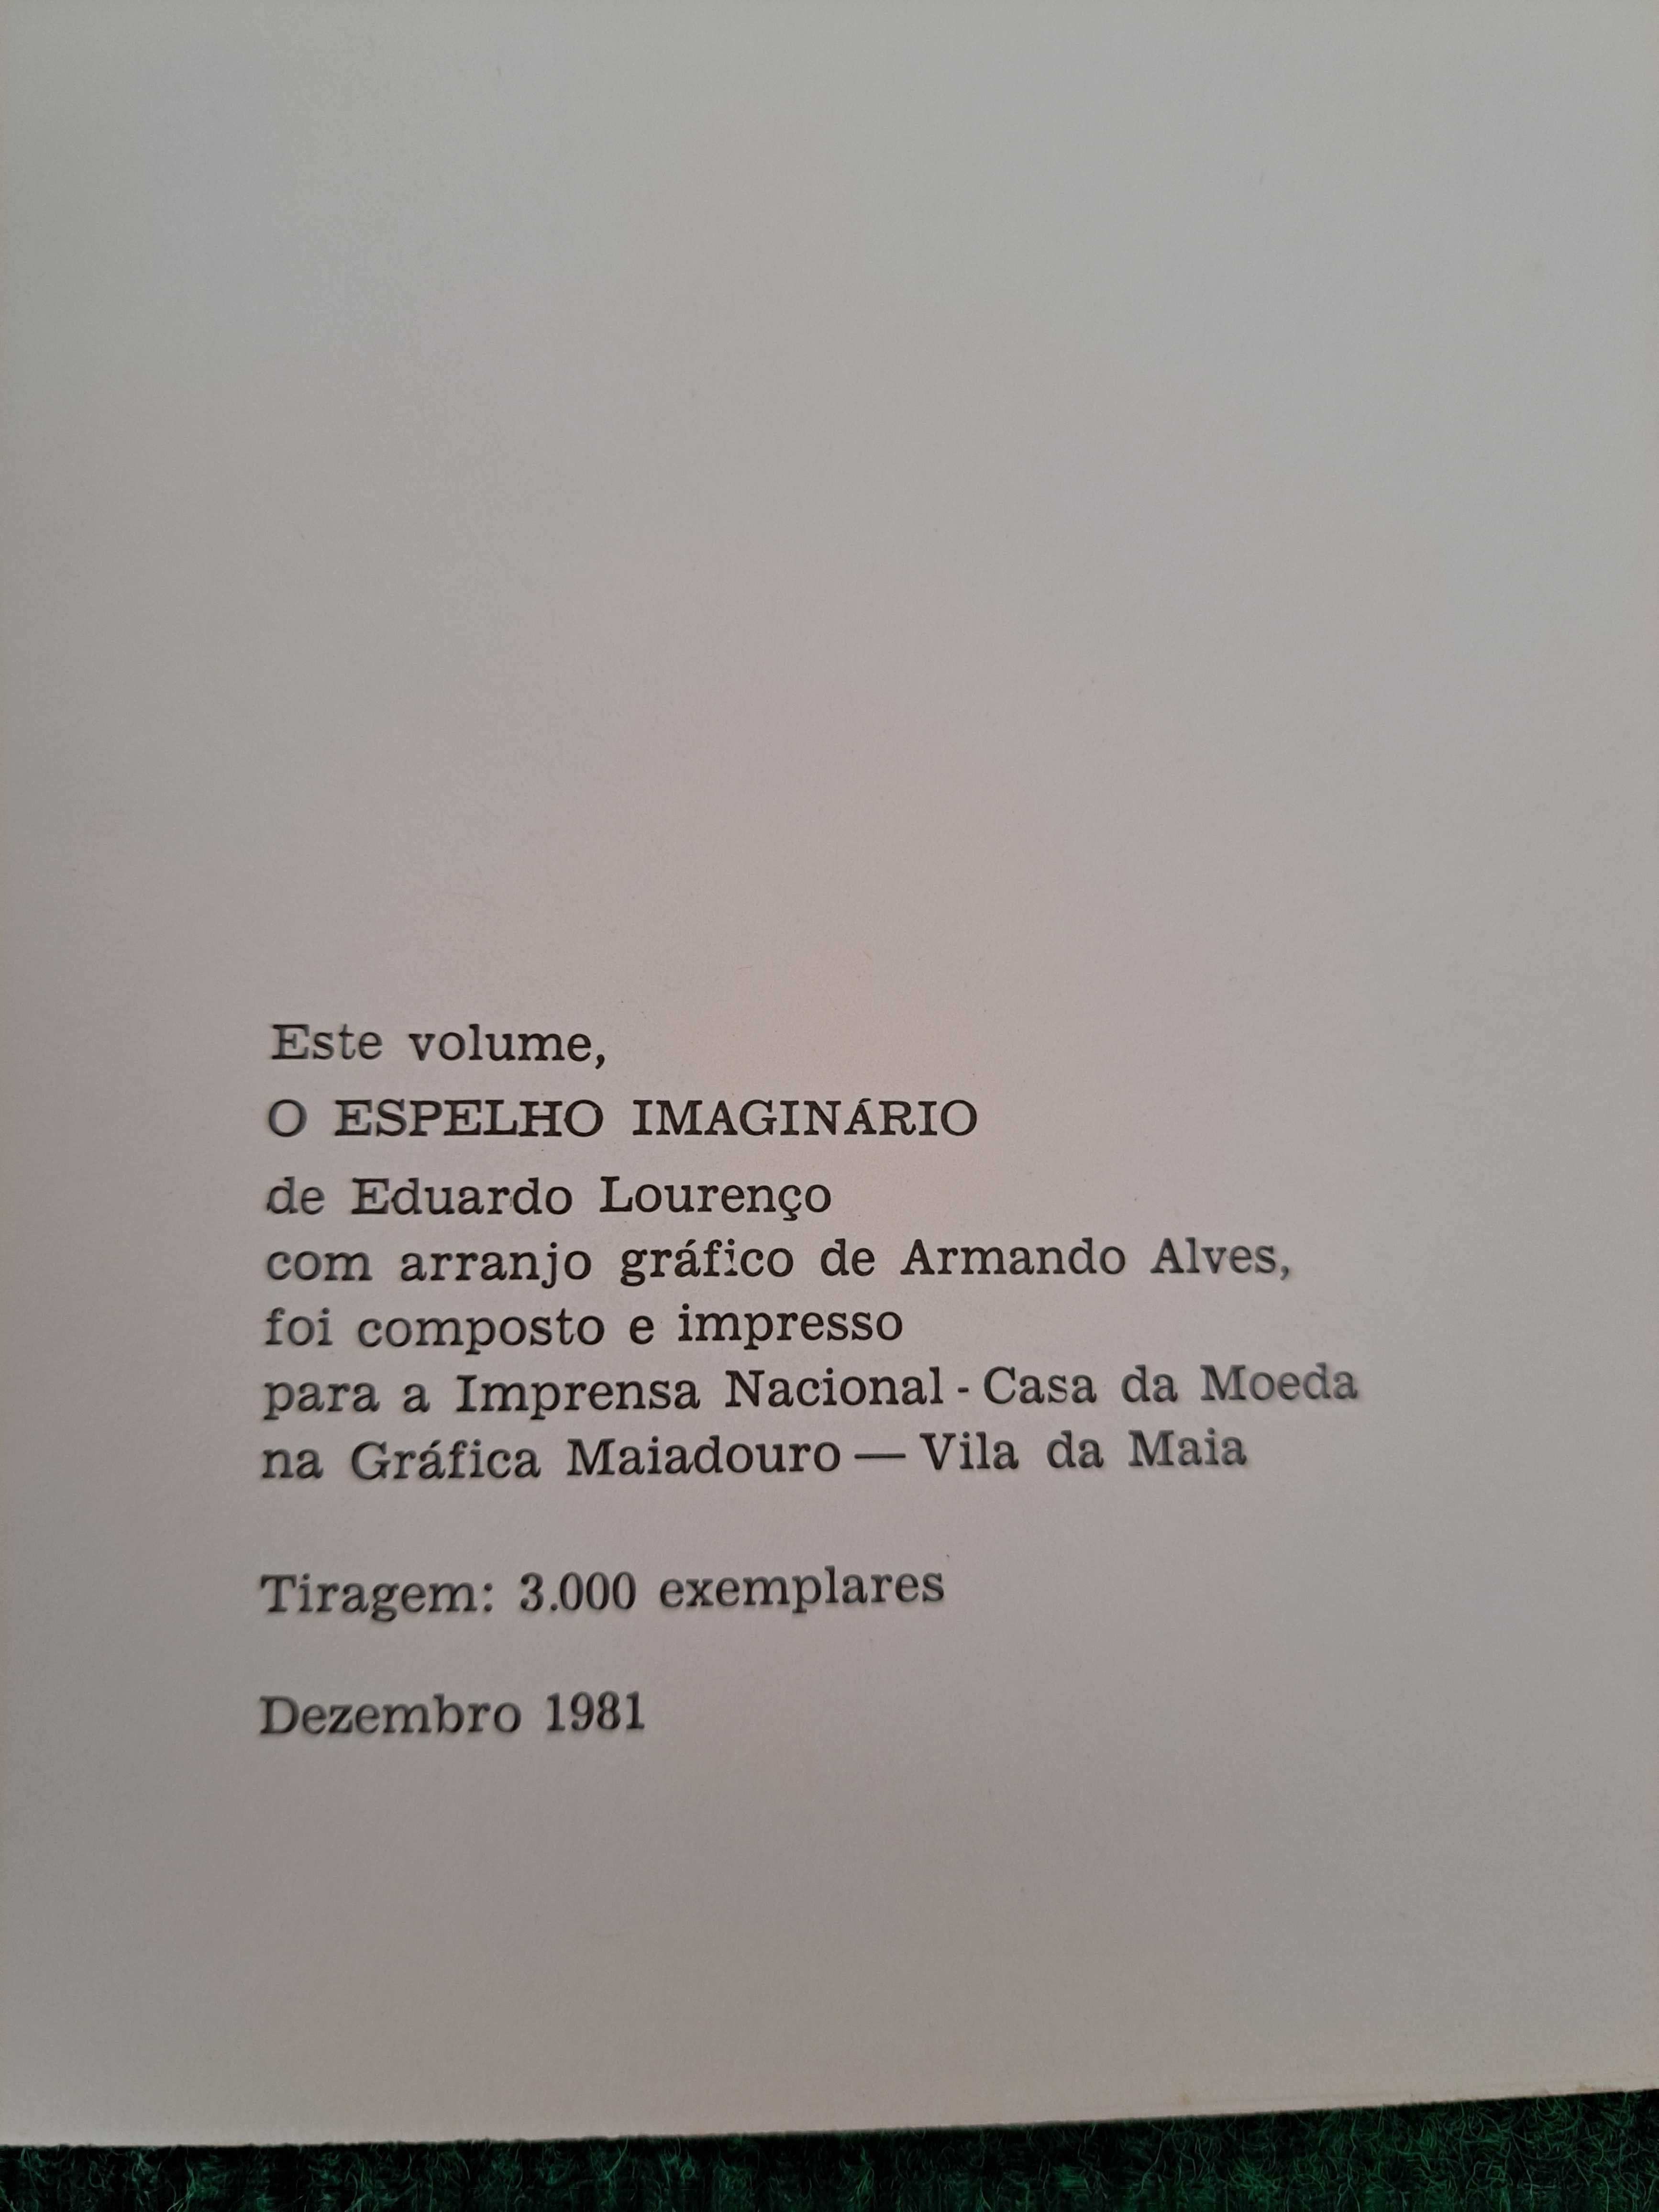 Este volume,
O ESPELHO IMAGINÁRIO
de Eduardo Lourenço
com arranjo gráfico de Armando Alves,
foi composto e impresso
para a Imprensa Nacional - Casa da Moeda
na Gráfica Maiadouro — Vila da Maia
Tiragem: 3.000 exemplares
Dezembro 1981